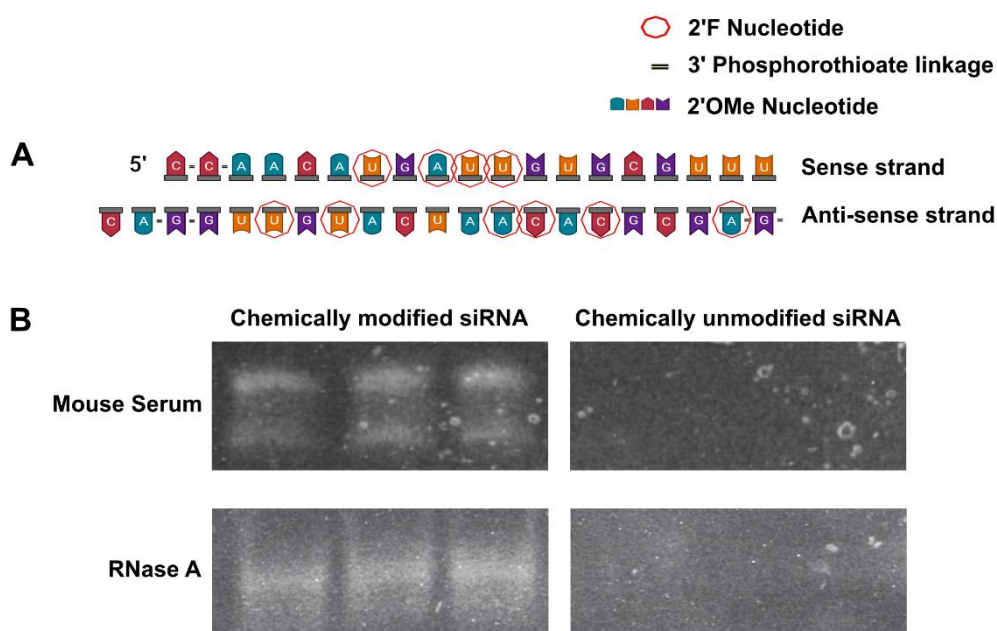 2'F Nucleotide
3' Phosphorothioate linkage
2'OMe Nucleotide
A
5' C-C-A A C A U G A U U G U G C G U U U Sense strand
C A-G-G U U G U A C U A A C A C G C G A-G- Anti-sense strand
B
Chemically modified siRNA Chemically unmodified siRNA
Mouse Serum
RNase A